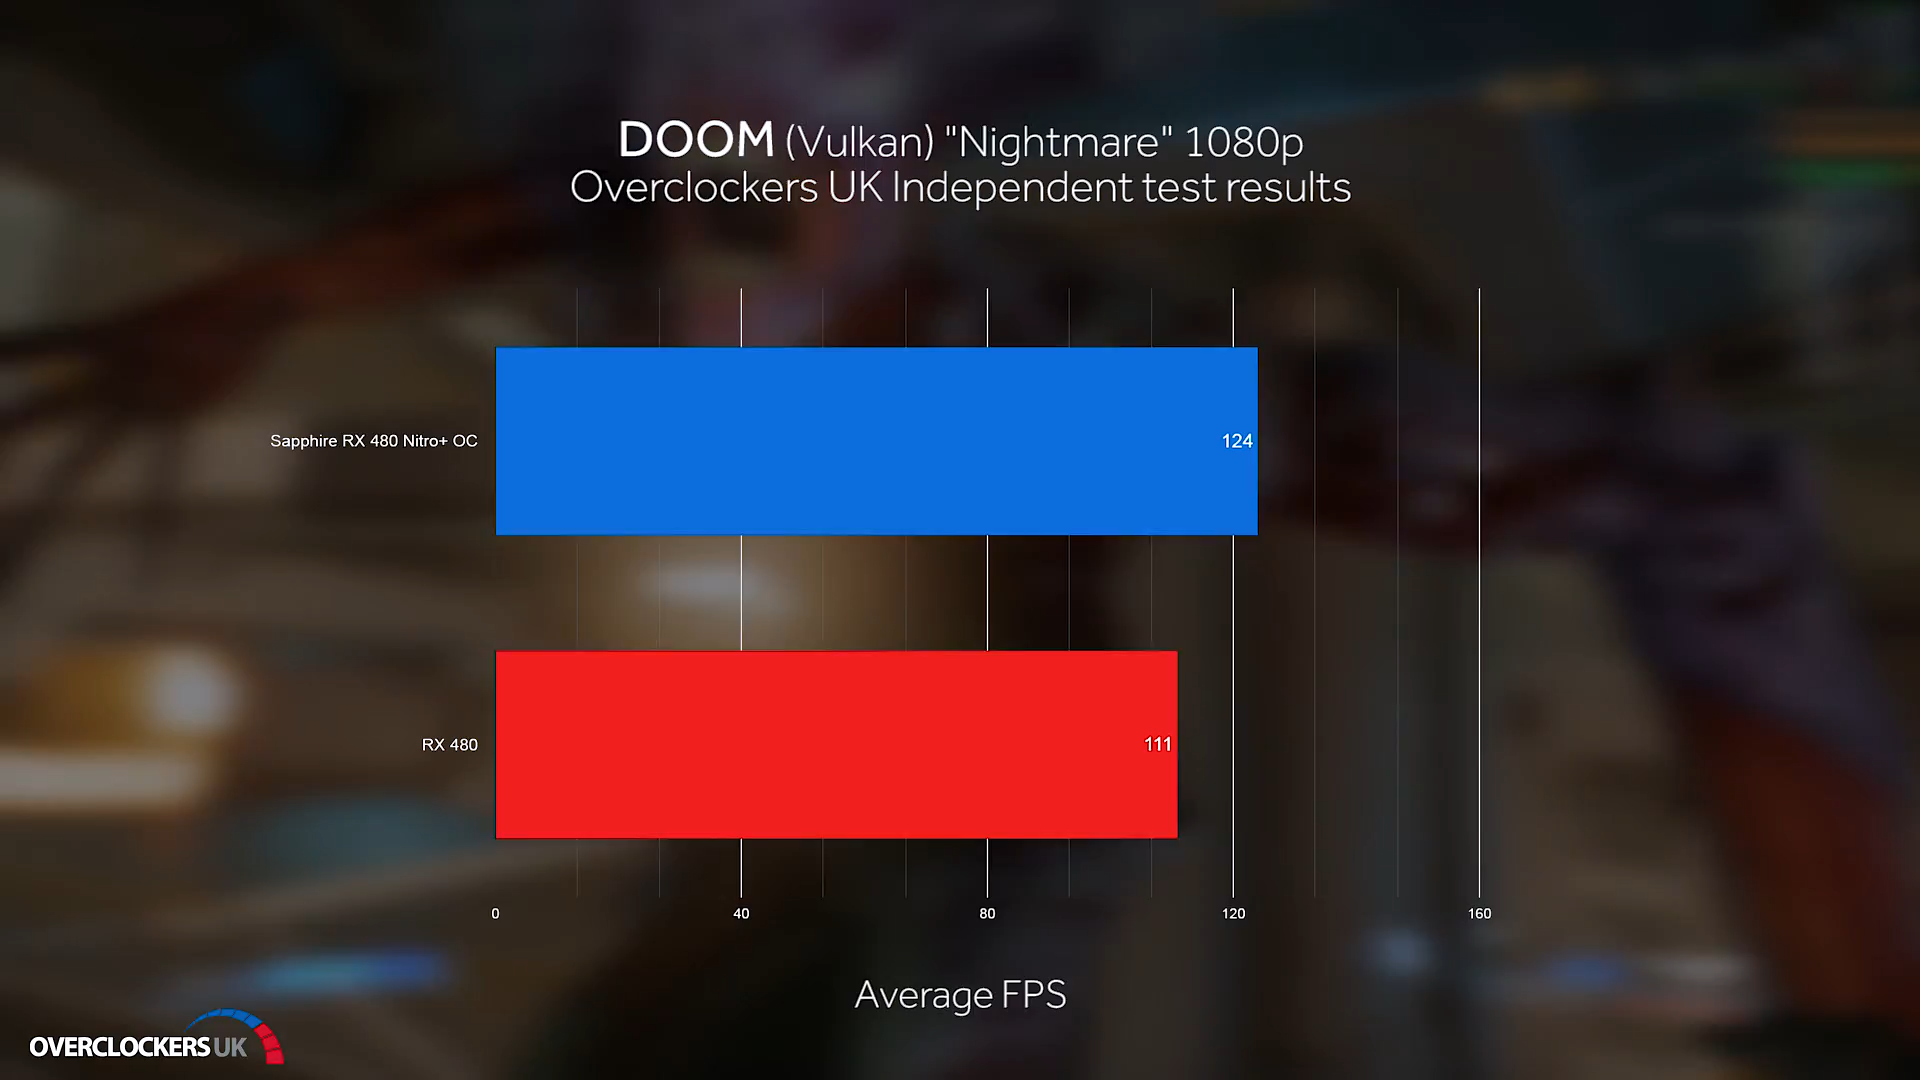 DOOM (Vulkan) "Nightmare" 1080p
Overclockers UK Independent test results
Sapphire RX 480 Nitro+ OC
124
RX 480
111
0 40 80 120 160
Average FPS
OVERCLOCKERS UK